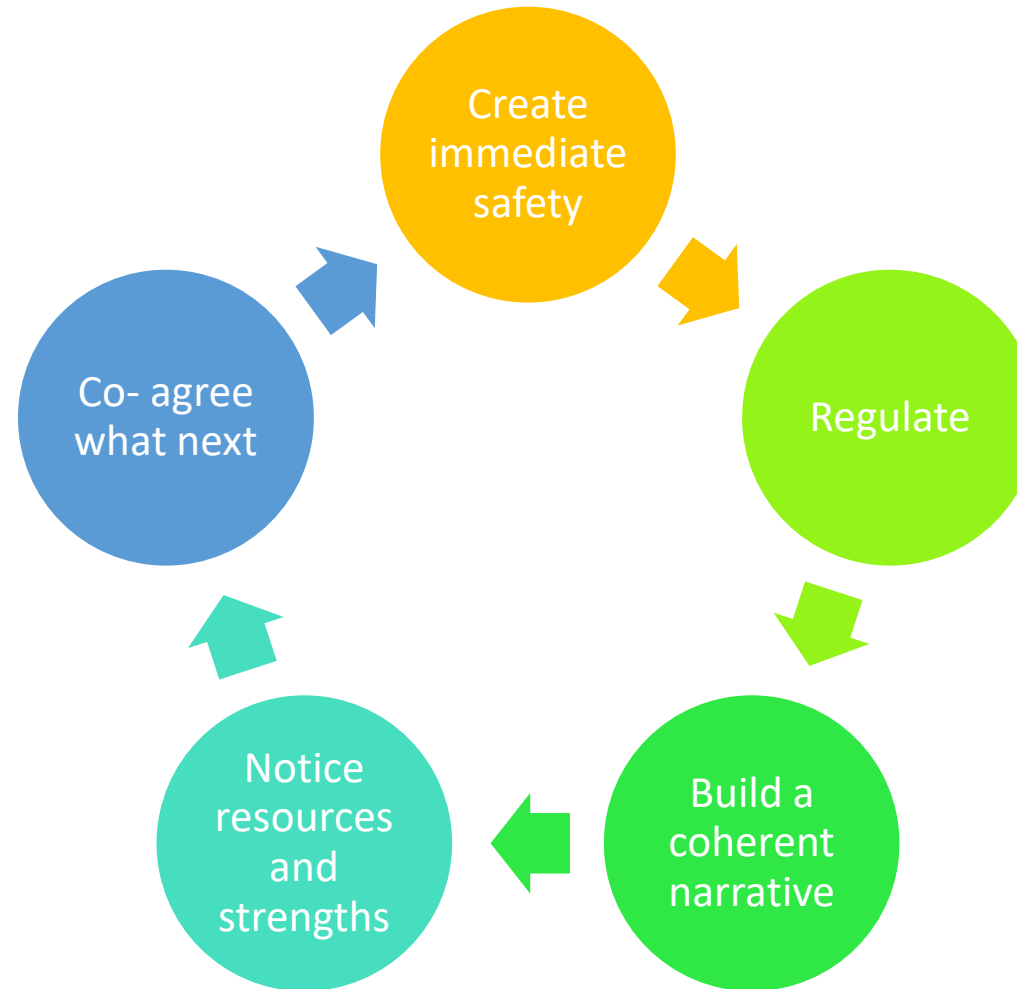 Create
immediate
safety
Regulate
Build a
coherent
narrative
Notice
resources
and
strengths
Co- agree
what next